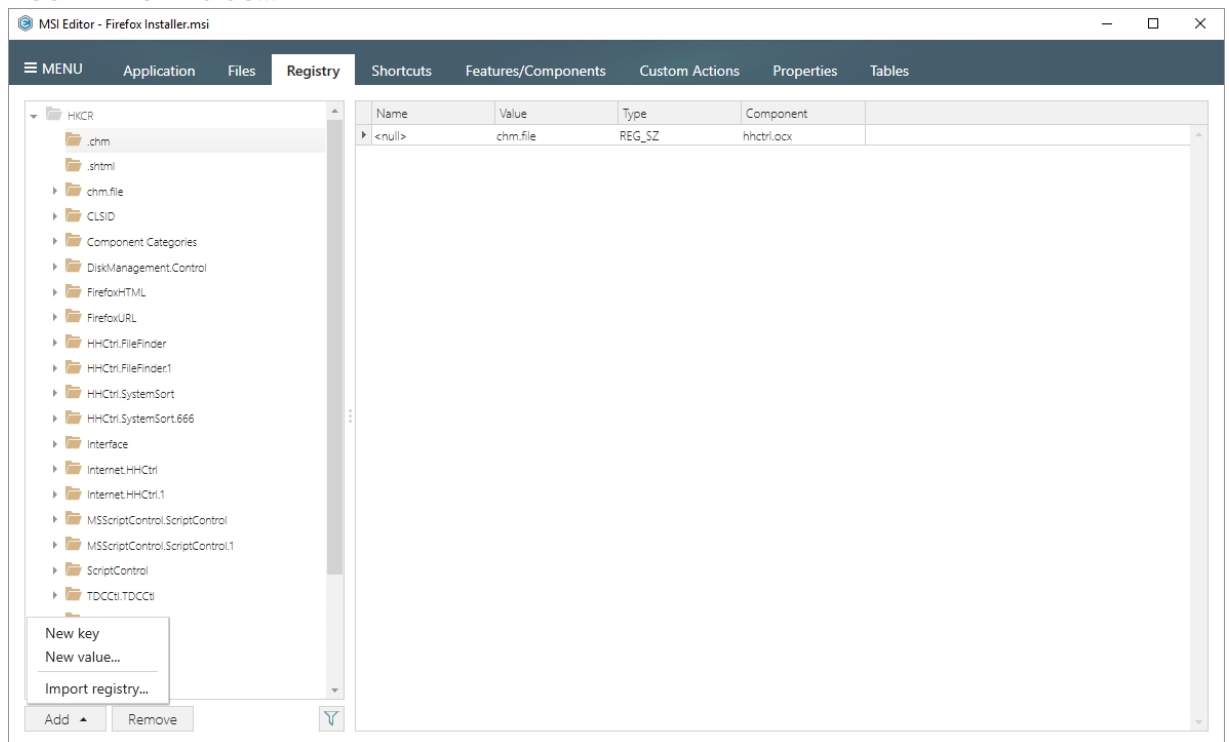 MSI Editor - Firefox Installer.msi
MENU Application Files Registry Shortcuts Features/Components Custom Actions Properties Tables
HKCR
.chm
.shtml
chm.file
CLSID
Component Categories
DiskManagement.Control
FirefoxHTML
FirefoxURL
HHCtrl.FileFinder
HHCtrl.FileFinder.1
HHCtrl.SystemSort
HHCtrl.SystemSort.666
Interface
Internet.HHCtrl
Internet.HHCtrl.1
MSScriptControl.ScriptControl
MSScriptControl.ScriptControl.1
ScriptControl
TDCCtl.TDCCtl
New key
New value...
Import registry...
Add Remove
Name Value Type Component
<null> chm.file REG_SZ hhctrl.ocx